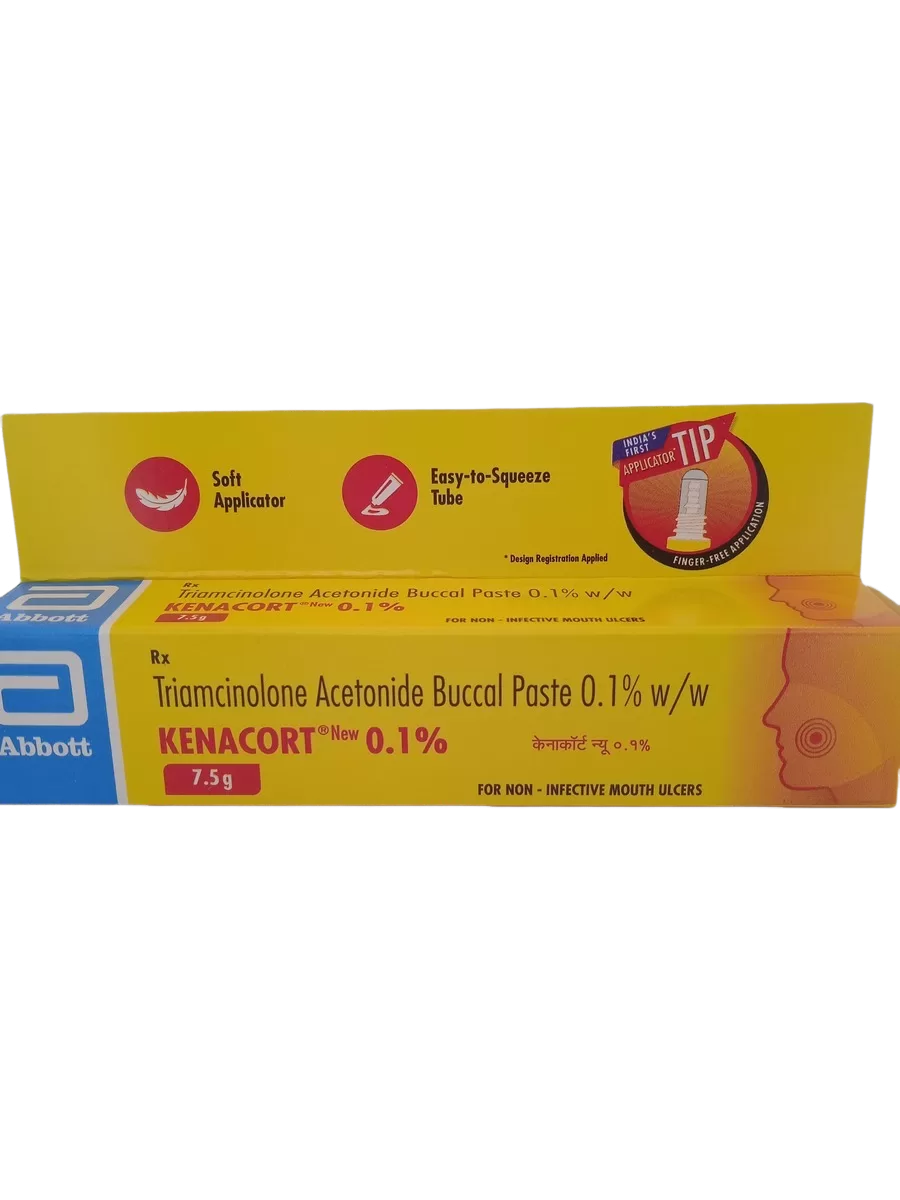 Soft
Applicator
Easy-to-Squeeze
Tube
* Design Registration Applied
INDIA'S
FIRST
APPLICATOR TIP
FINGER-FREE APPLICATION
Abbott
Rx
Triamcinolone Acetonide Buccal Paste 0.1% w/w
KENACORT® New 0.1%
7.5g
FOR NON - INFECTIVE MOUTH ULCERS
Abbott
Rx
Triamcinolone Acetonide Buccal Paste 0.1% w/w
KENACORT® New 0.1%
केनाकॉर्ट न्यू ०.१%
7.5g
FOR NON - INFECTIVE MOUTH ULCERS